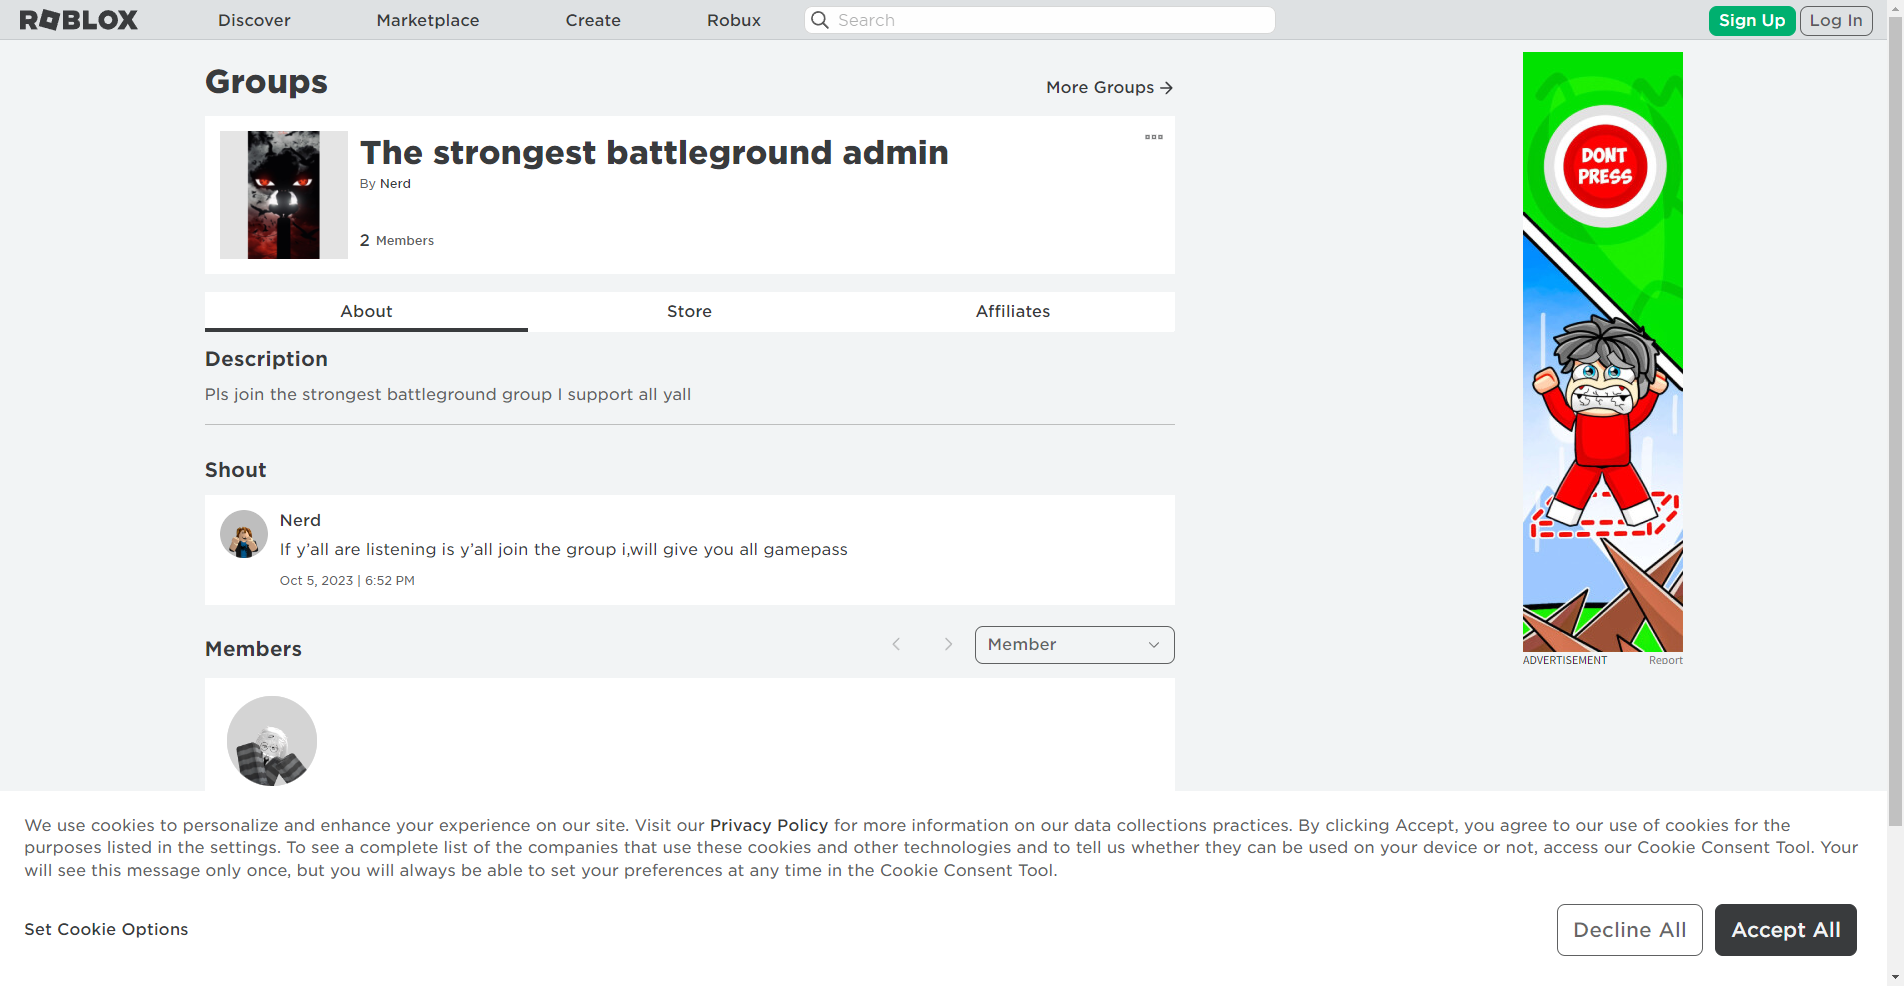 ROBLOX
Discover
Marketplace
Create
Robux
Search
Sign Up
Log In
Groups
More Groups
The strongest battleground admin
By Nerd
2 Members
About
Store
Affiliates
Description
Pls join the strongest battleground group I support all yall
Shout
Nerd
If y'all are listening is y'all join the group i,will give you all gamepass
Oct 5, 2023 | 6:52 PM
Members
Member
DONT
PRESS
ADVERTISEMENT
Report
We use cookies to personalize and enhance your experience on our site. Visit our Privacy Policy for more information on our data collections practices. By clicking Accept, you agree to our use of cookies for the
purposes listed in the settings. To see a complete list of the companies that use these cookies and other technologies and to tell us whether they can be used on your device or not, access our Cookie Consent Tool. Your
will see this message only once, but you will always be able to set your preferences at any time in the Cookie Consent Tool.
Set Cookie Options
Decline All
Accept All